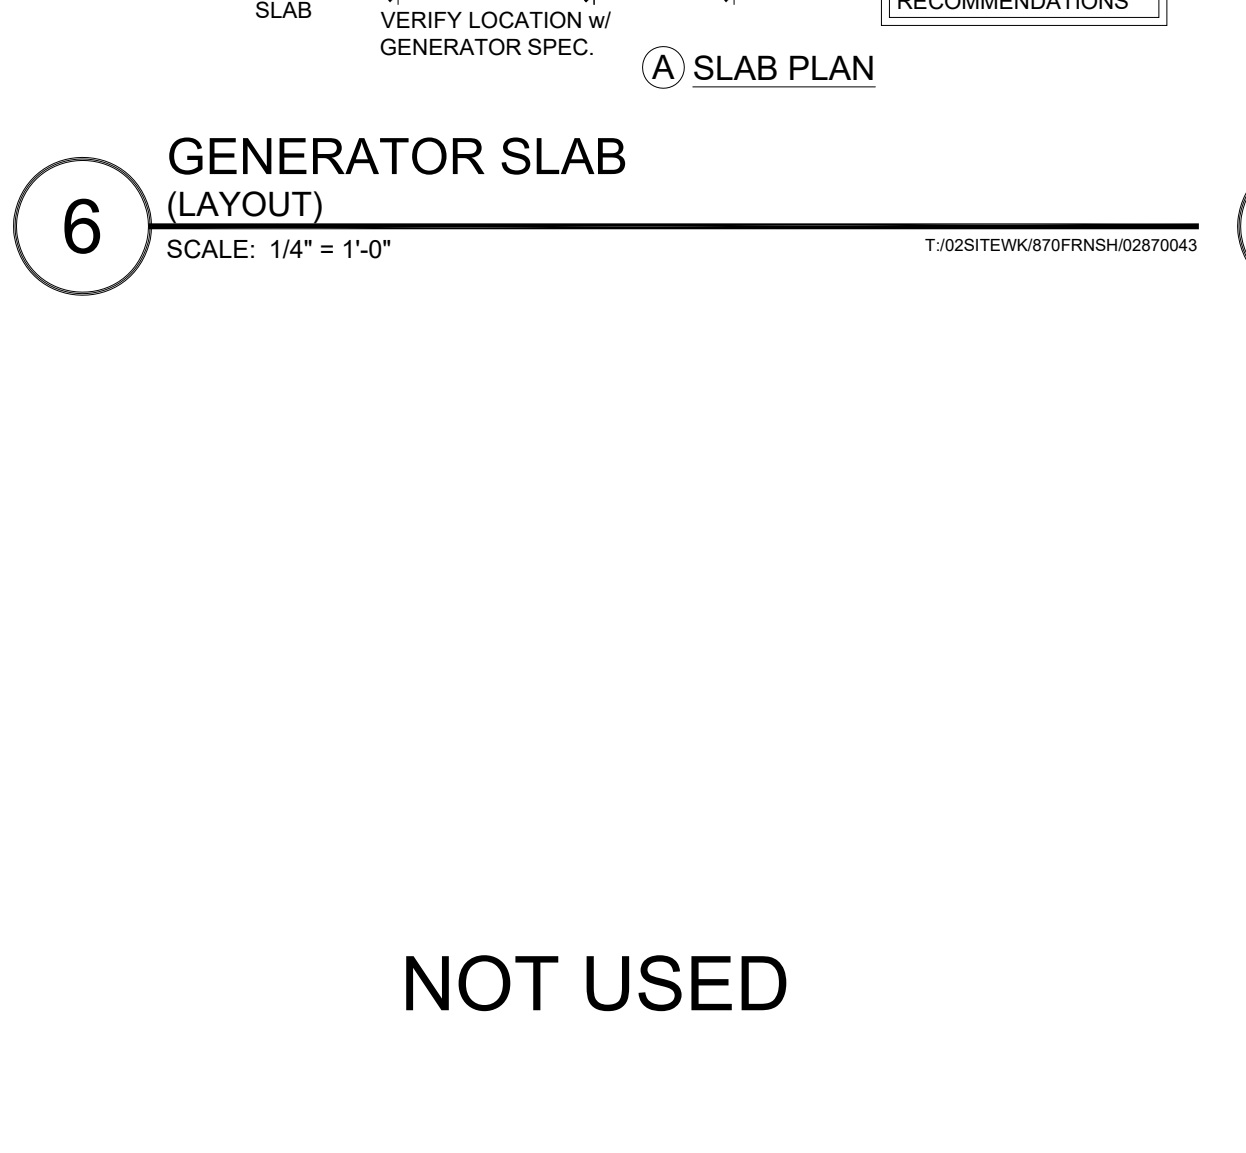 SLAB
VERIFY LOCATION w/
GENERATOR SPEC.
RECOMMENDATIONS
A SLAB PLAN
GENERATOR SLAB
(LAYOUT)
6
SCALE: 1/4" = 1'-0"
T:/02SITEWK/870FRNSH/02870043
NOT USED